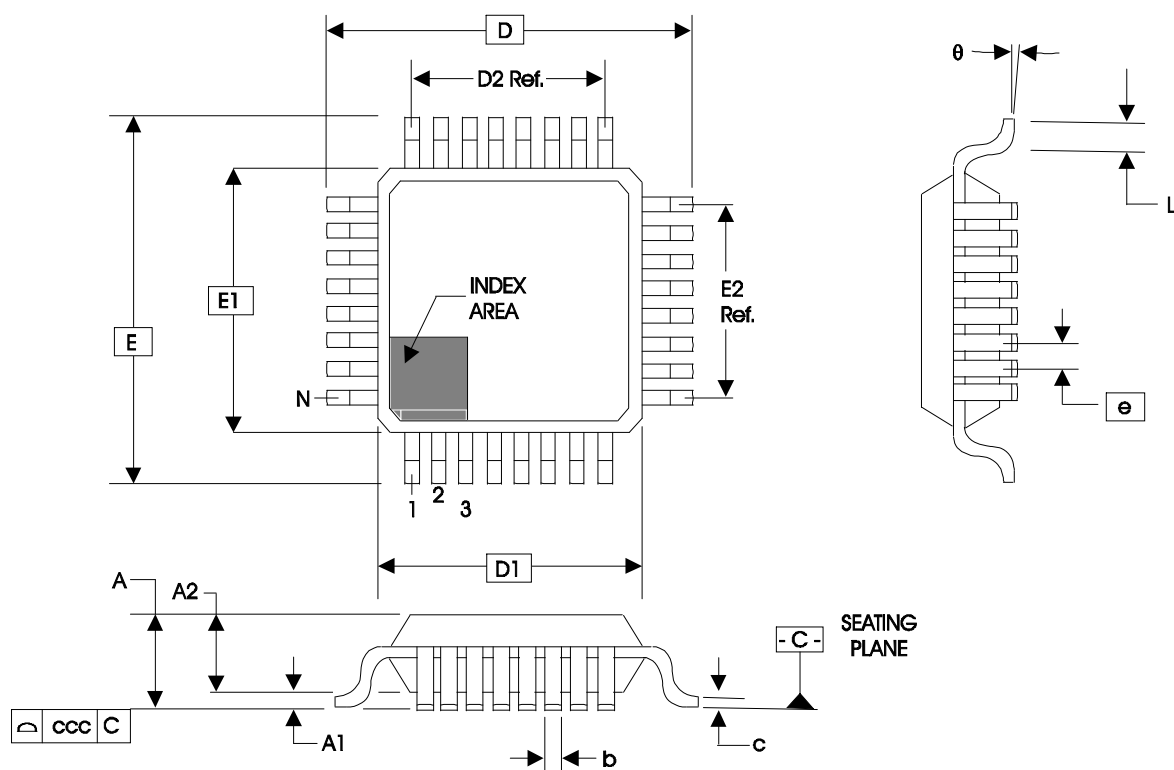 D
θ
D2 Ref.
L
INDEX
AREA
E1
E2
Ref.
E
N
e
1
2
3
D1
A
A2
- C -
SEATING
PLANE
ccc C
A1
b
c